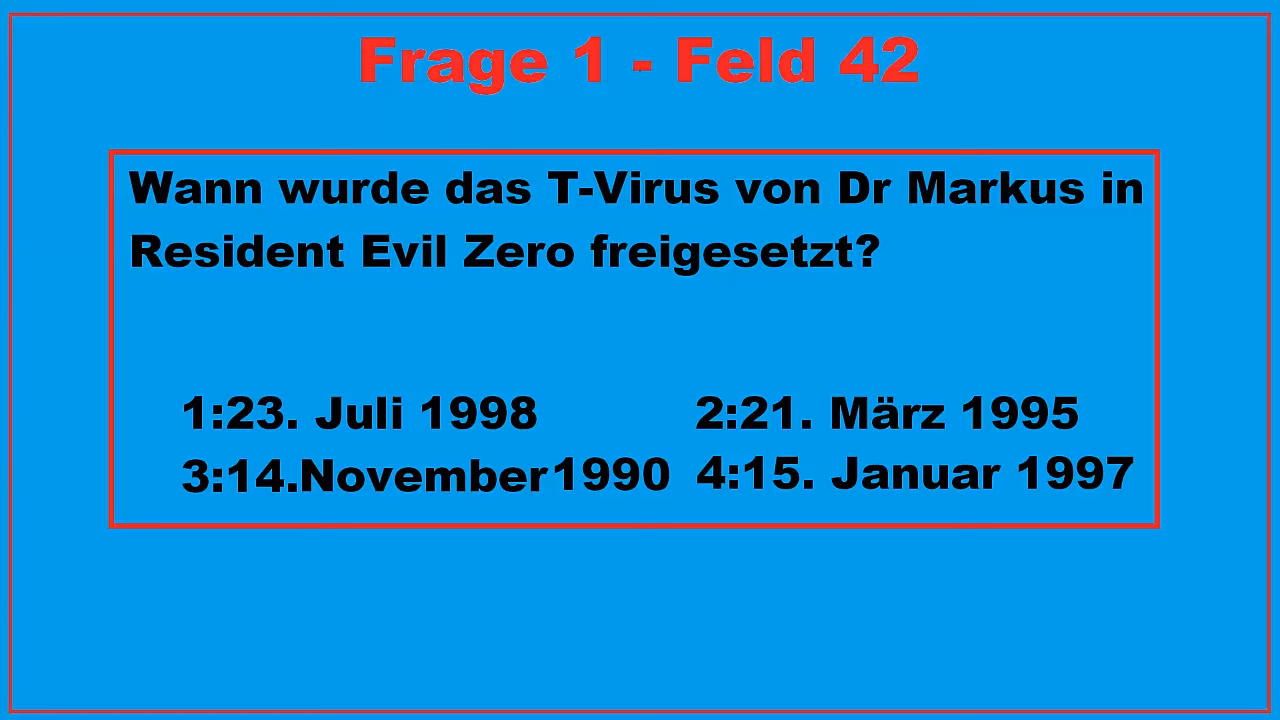 Frage 1 - Feld 42
Wann wurde das T-Virus von Dr Markus in
Resident Evil Zero freigesetzt?
1:23. Juli 1998 2:21. März 1995
3:14.November1990 4:15. Januar 1997